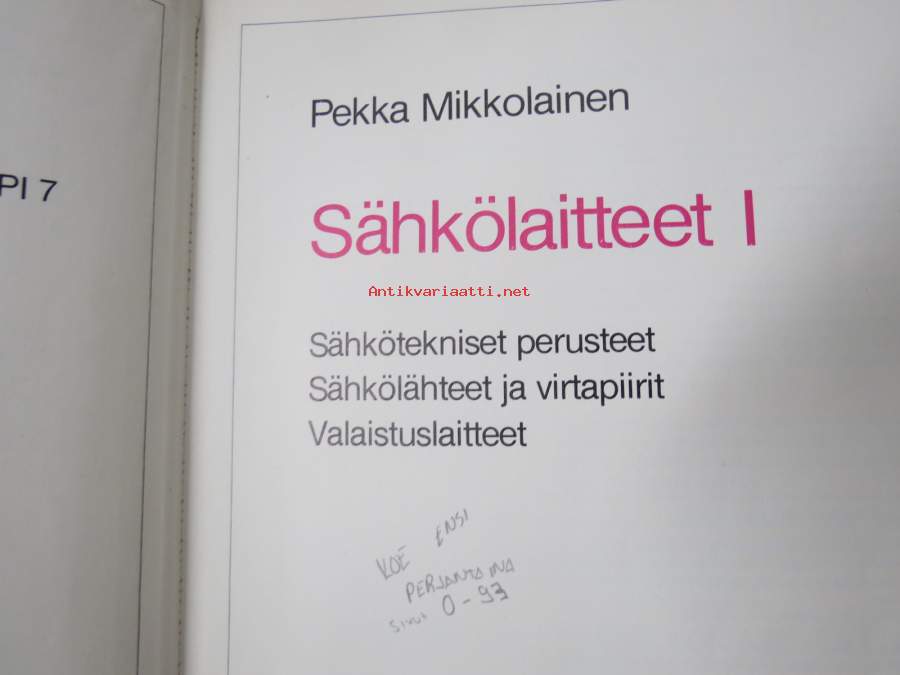 PI 7
Pekka Mikkolainen
Sähkölaitteet I
Antikvariaatti.net
Sähkötekniset perusteet
Sähkölähteet ja virtapiirit
Valaistuslaitteet
KOE ENSI
PERJANTAINA
SIVUT 0-93